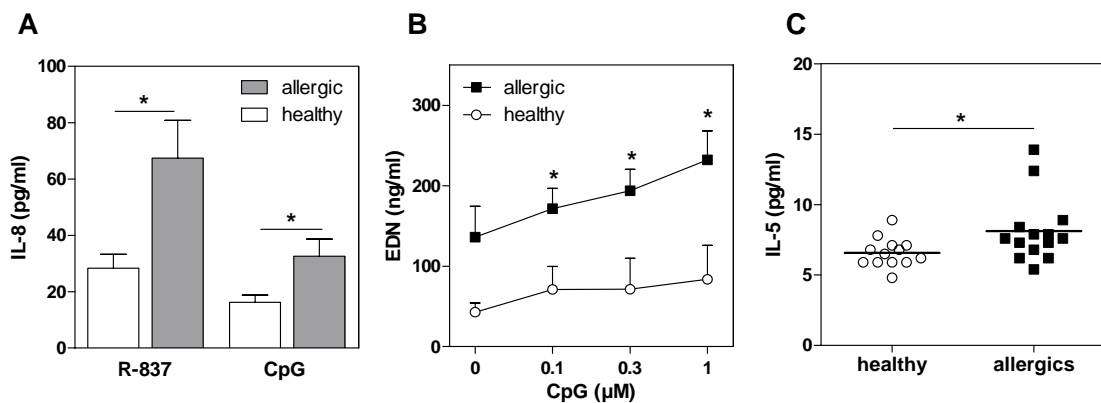 A
IL-8 (pg/ml)
100
80
60
40
20
0
allergic
healthy
*
*
R-837
CpG
B
EDN (ng/ml)
300
200
100
0
allergic
healthy
*
*
*
0
0.1
0.3
1
CpG (µM)
C
IL-5 (pg/ml)
20
15
10
5
0
*
healthy
allergics